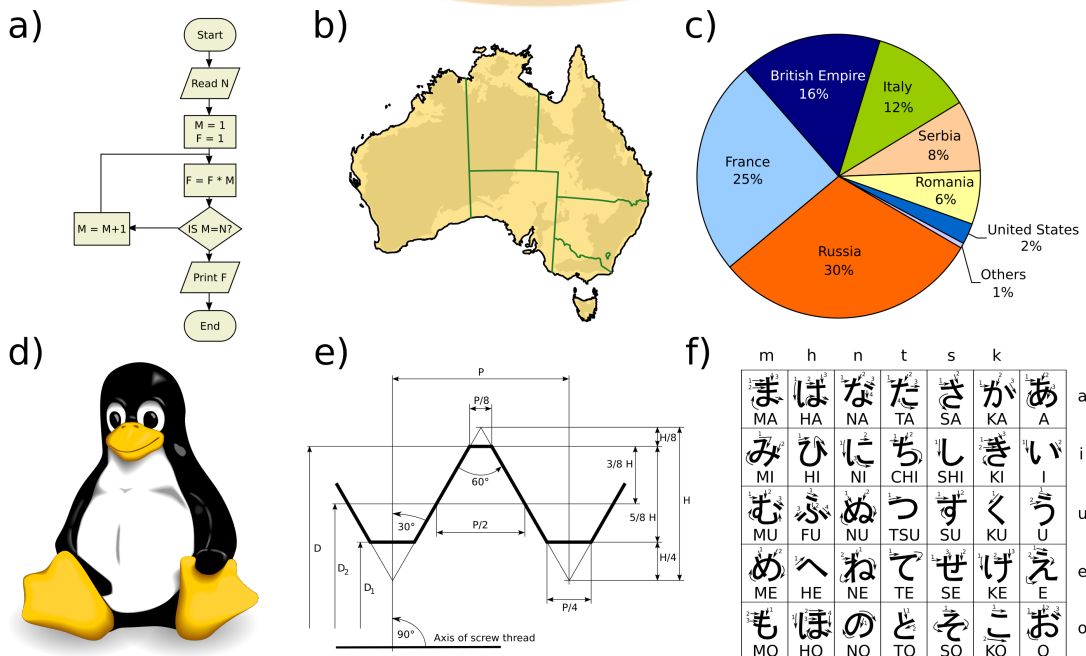 a)
Start
Read N
M = 1
F = 1
F = F * M
M = M+1
IS M=N?
Print F
End
b)
c)
British Empire
16%
Italy
12%
Serbia
8%
Romania
6%
United States
2%
Others
1%
Russia
30%
France
25%
d)
e)
P
P/8
H/8
60°
3/8 H
H
5/8 H
30°
P/2
D
D2
D1
H/4
P/4
90°
Axis of screw thread
f)
m h n t s k
ま は な た さ か あ a
MA HA NA TA SA KA A
み ひ に ち し き い i
MI HI NI CHI SHI KI I
む ふ ぬ つ す く う u
MU FU NU TSU SU KU U
め へ ね て せ け え e
ME HE NE TE SE KE E
も ほ の と そ こ お o
MO HO NO TO SO KO O